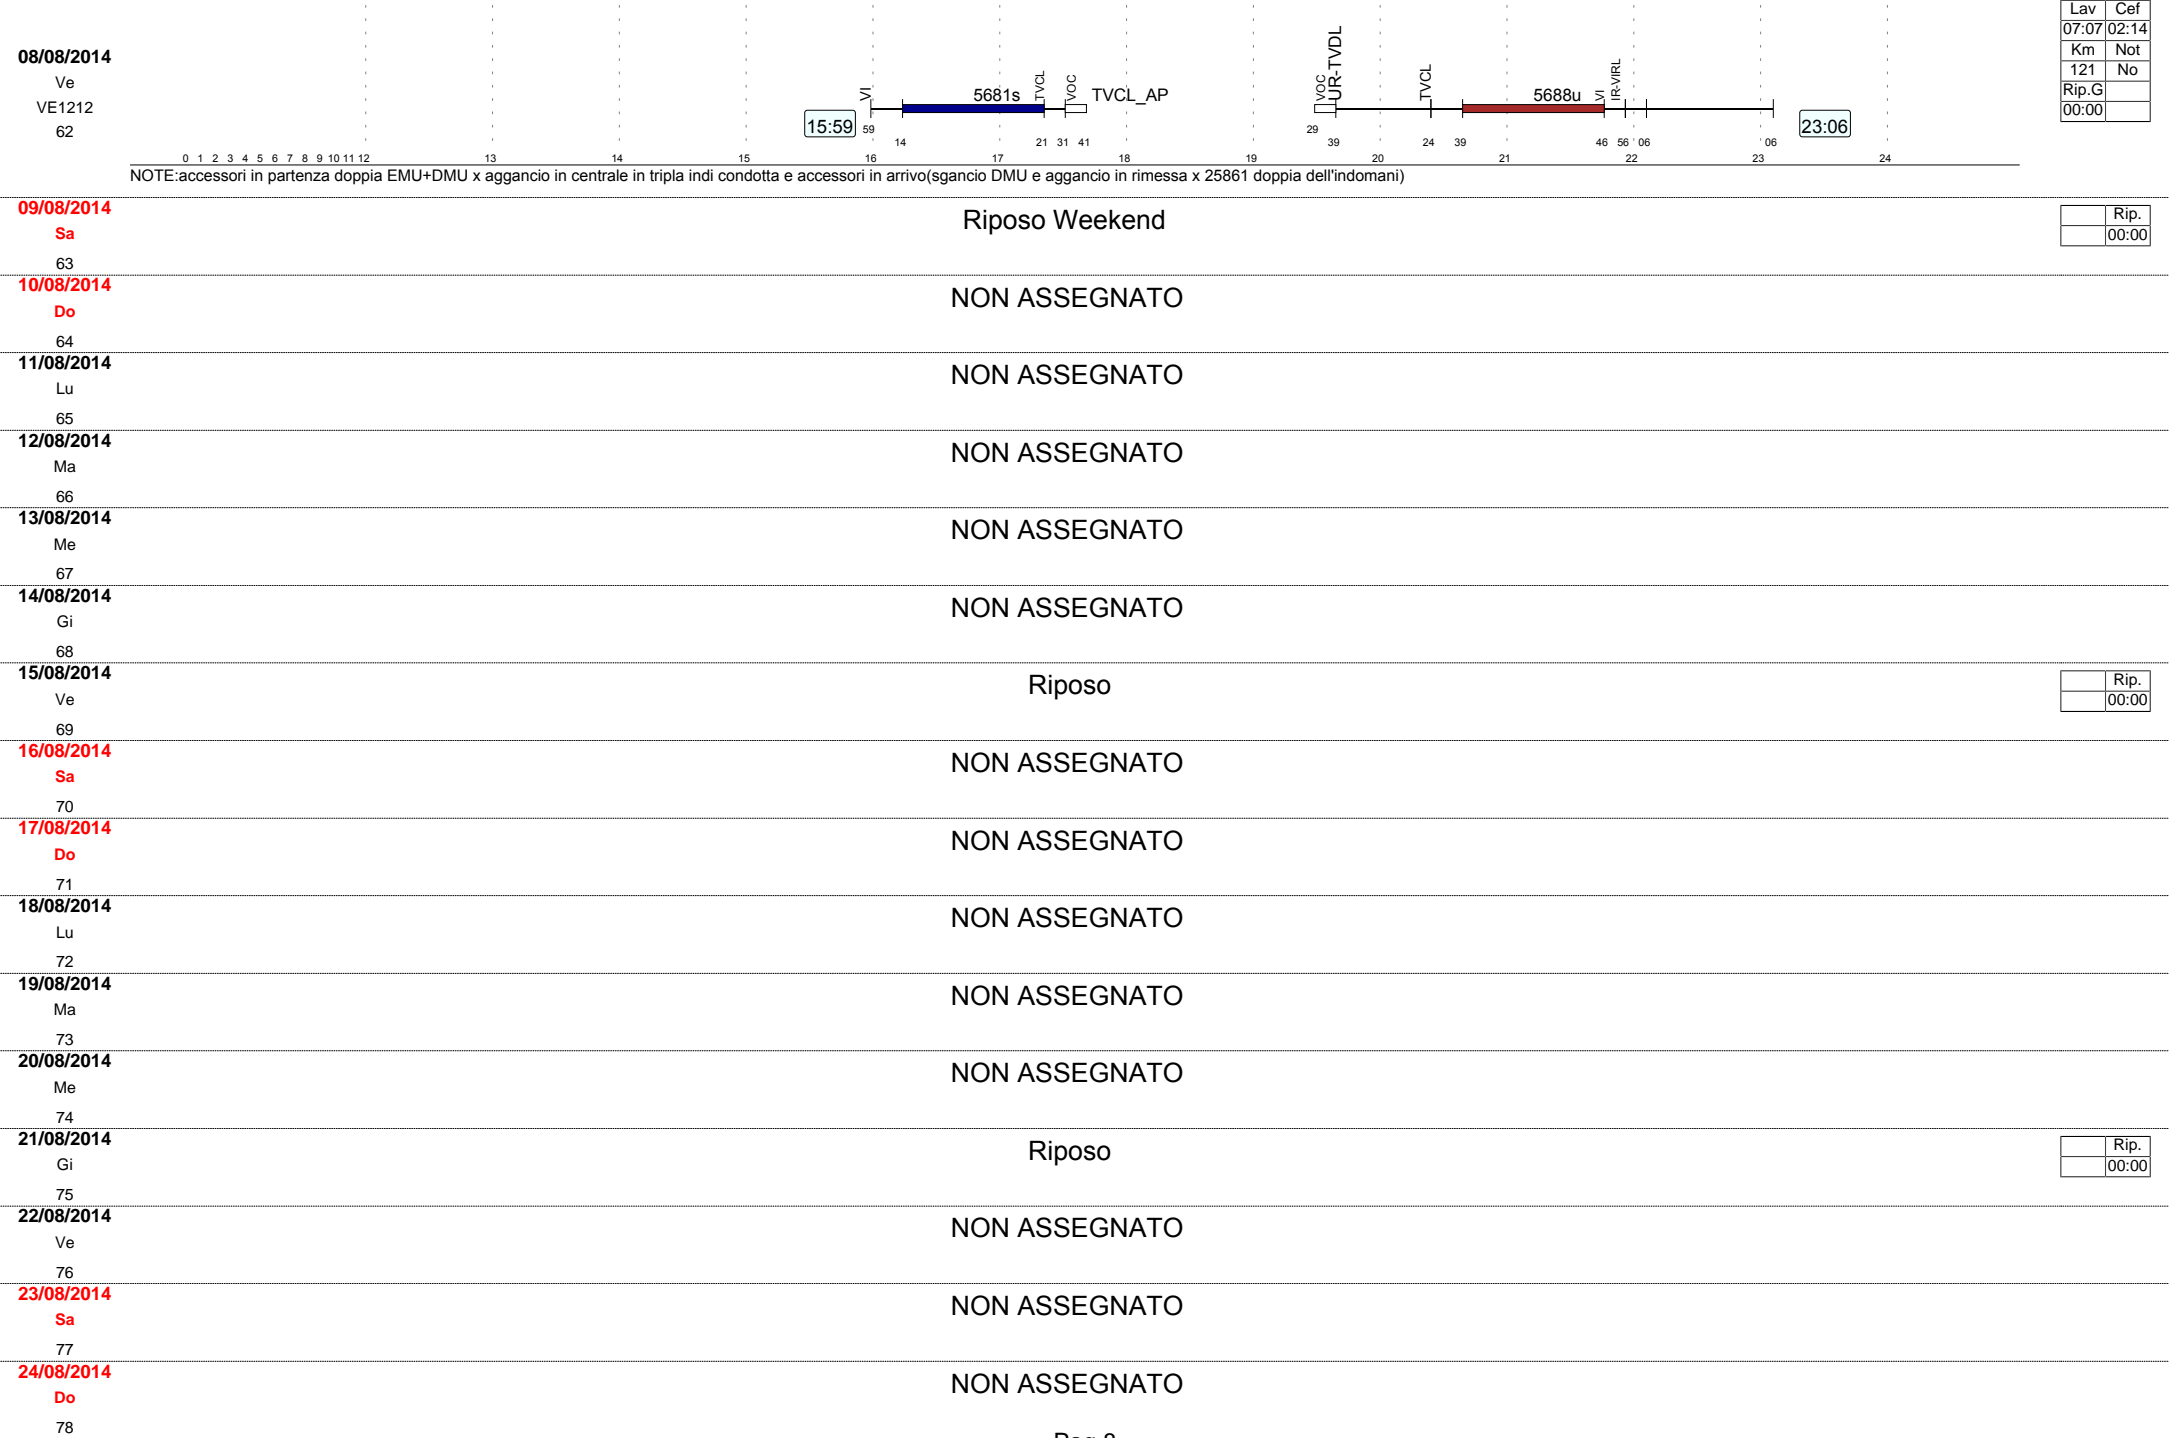 Lav Cef
07:07 02:14
Km Not
121 No
Rip.G
00:00
08/08/2014
Ve
VE1212
62
15:59
VI
5681s
TVCL
VOC
TVCL_AP
VOC
UR-TVDL
TVCL
5688u
VI
IR-VIRL
23:06
59 14 21 31 41 29 39 24 39 46 56 06 06
0 1 2 3 4 5 6 7 8 9 10 11 12 13 14 15 16 17 18 19 20 21 22 23 24
NOTE:accessori in partenza doppia EMU+DMU x aggancio in centrale in tripla indi condotta e accessori in arrivo(sgancio DMU e aggancio in rimessa x 25861 doppia dell'indomani)
09/08/2014
Sa
63
Riposo Weekend
Rip.
00:00
10/08/2014
Do
64
NON ASSEGNATO
11/08/2014
Lu
65
NON ASSEGNATO
12/08/2014
Ma
66
NON ASSEGNATO
13/08/2014
Me
67
NON ASSEGNATO
14/08/2014
Gi
68
NON ASSEGNATO
15/08/2014
Ve
69
Riposo
Rip.
00:00
16/08/2014
Sa
70
NON ASSEGNATO
17/08/2014
Do
71
NON ASSEGNATO
18/08/2014
Lu
72
NON ASSEGNATO
19/08/2014
Ma
73
NON ASSEGNATO
20/08/2014
Me
74
NON ASSEGNATO
21/08/2014
Gi
75
Riposo
Rip.
00:00
22/08/2014
Ve
76
NON ASSEGNATO
23/08/2014
Sa
77
NON ASSEGNATO
24/08/2014
Do
78
NON ASSEGNATO